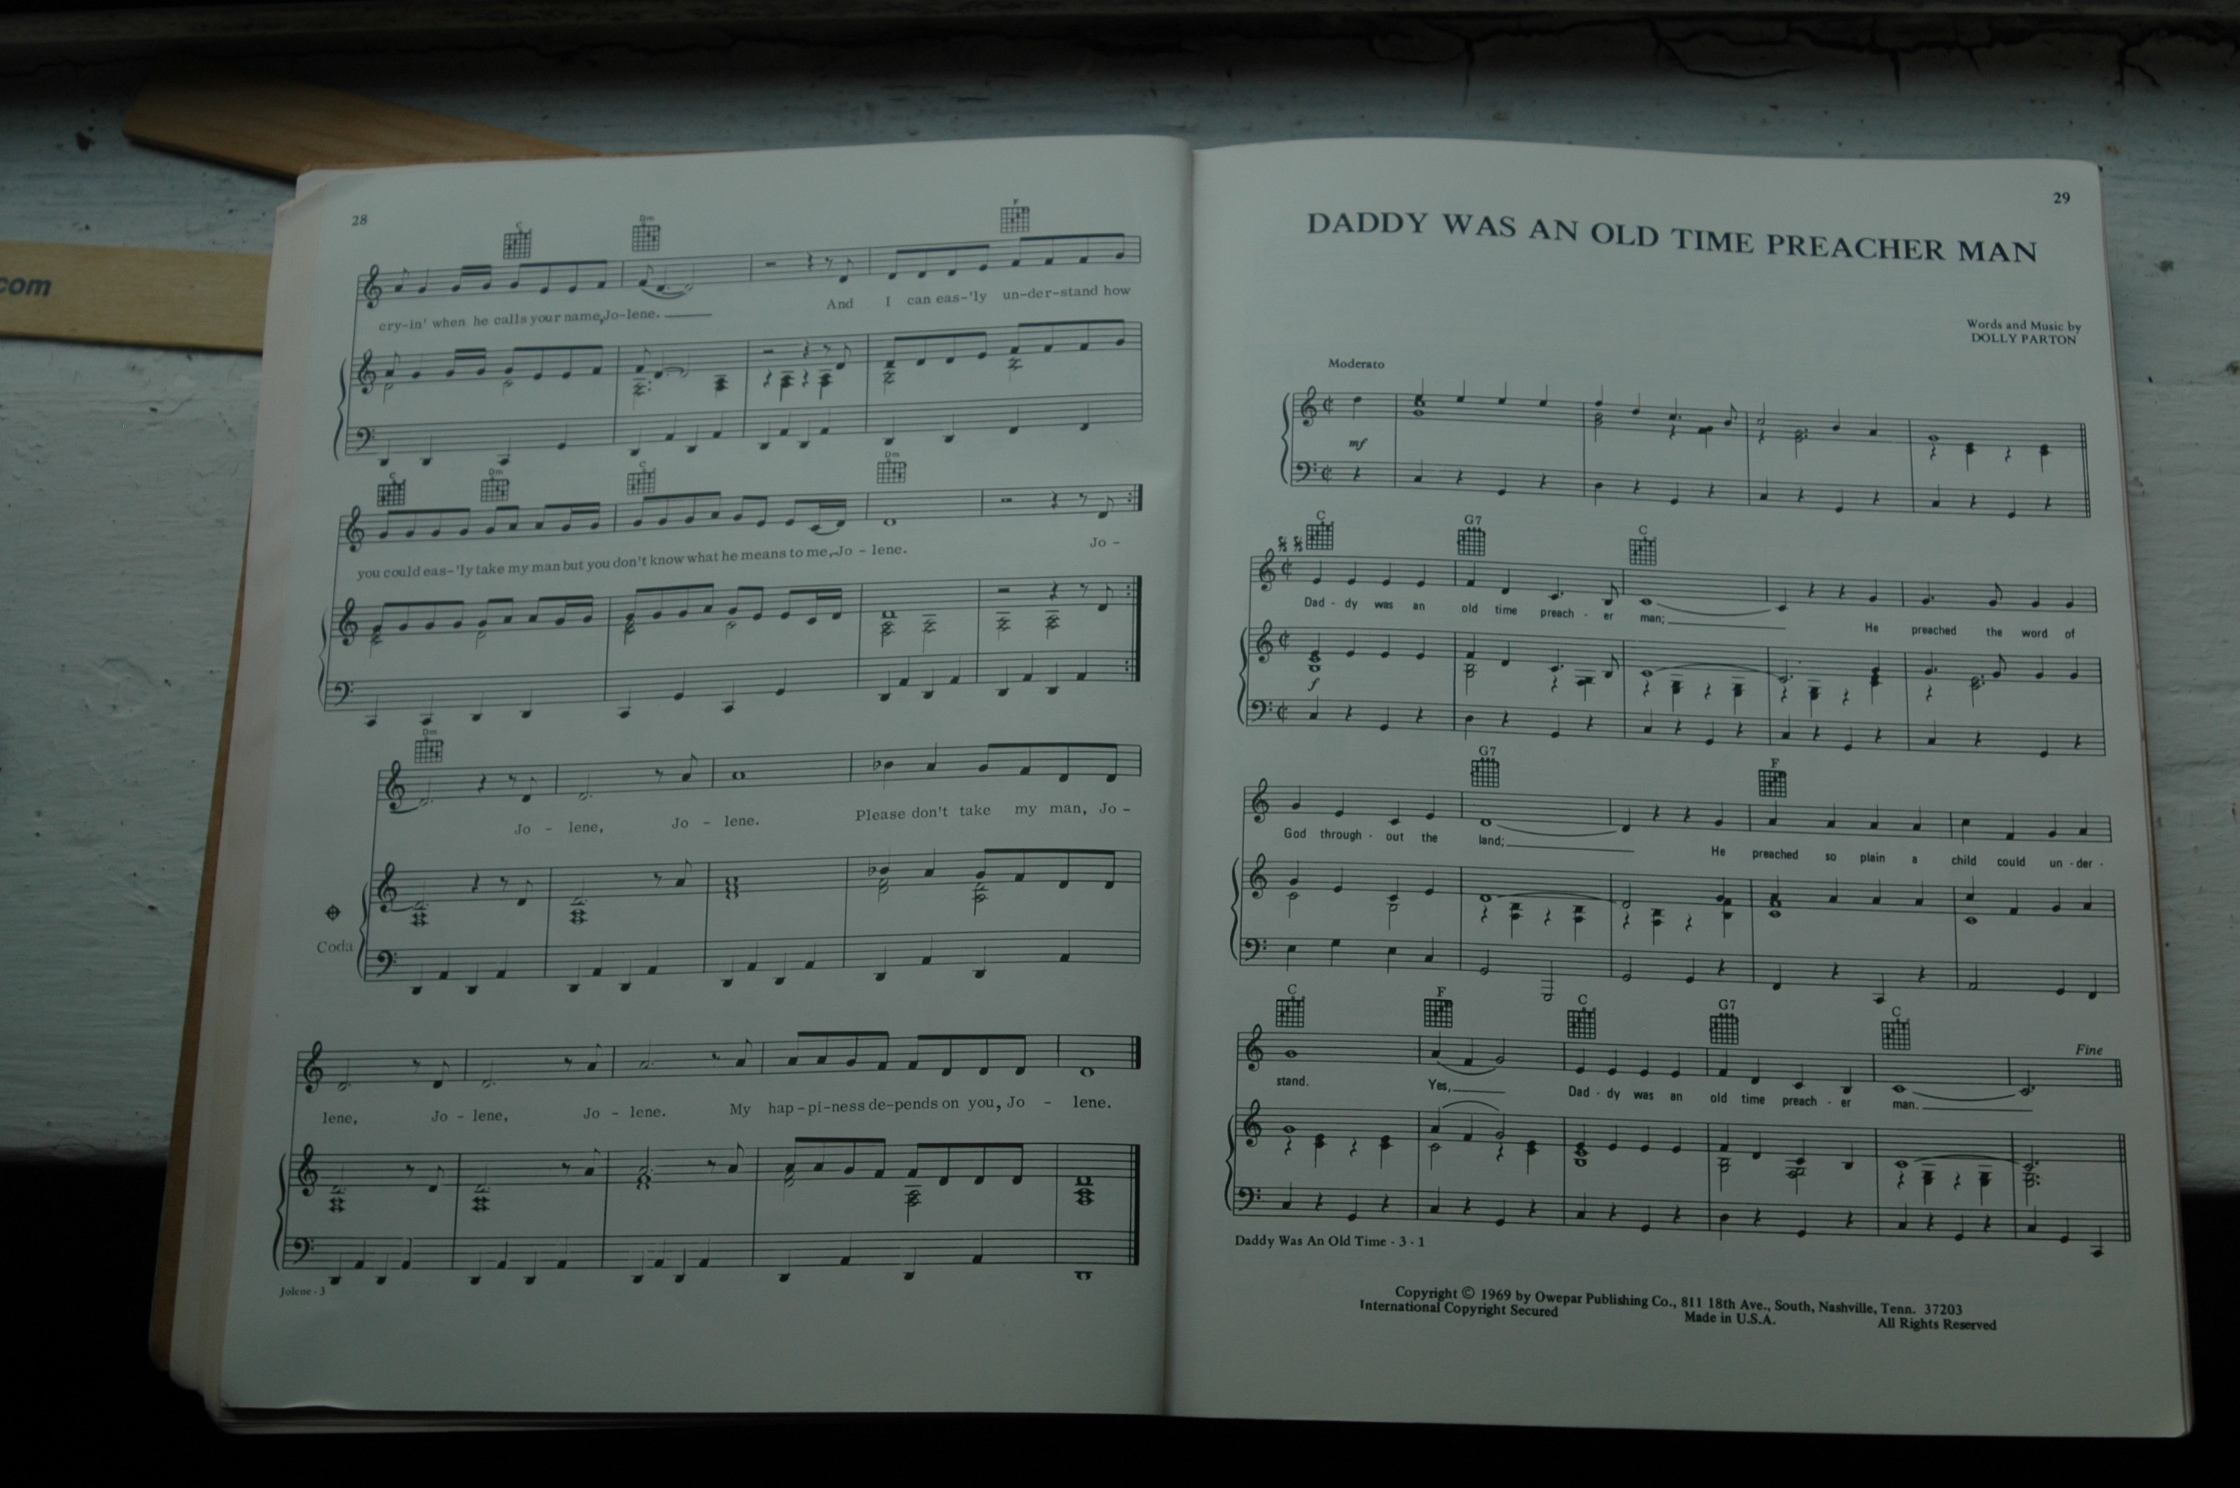 com
28
C Dm F
cry-in' when he calls your name, Jo-lene. And I can eas-'ly un-der-stand how
C Dm C Dm
you could eas-'ly take my man but you don't know what he means to me, Jo - lene. Jo -
Dm
Jo - lene, Jo - lene. Please don't take my man, Jo -
Coda
lene, Jo - lene, Jo - lene. My hap-pi-ness de-pends on you, Jo - lene.
Jolene - 3
29
DADDY WAS AN OLD TIME PREACHER MAN
Words and Music by
DOLLY PARTON
Moderato
mf
C G7 C
Dad - dy was an old time preach - er man; He preached the word of
f
G7 F
God through - out the land; He preached so plain a child could un - der -
C F C G7 C
Fine
stand. Yes, Dad - dy was an old time preach - er man.
Daddy Was An Old Time - 3 - 1
Copyright © 1969 by Owepar Publishing Co., 811 18th Ave., South, Nashville, Tenn. 37203
International Copyright Secured Made in U.S.A. All Rights Reserved